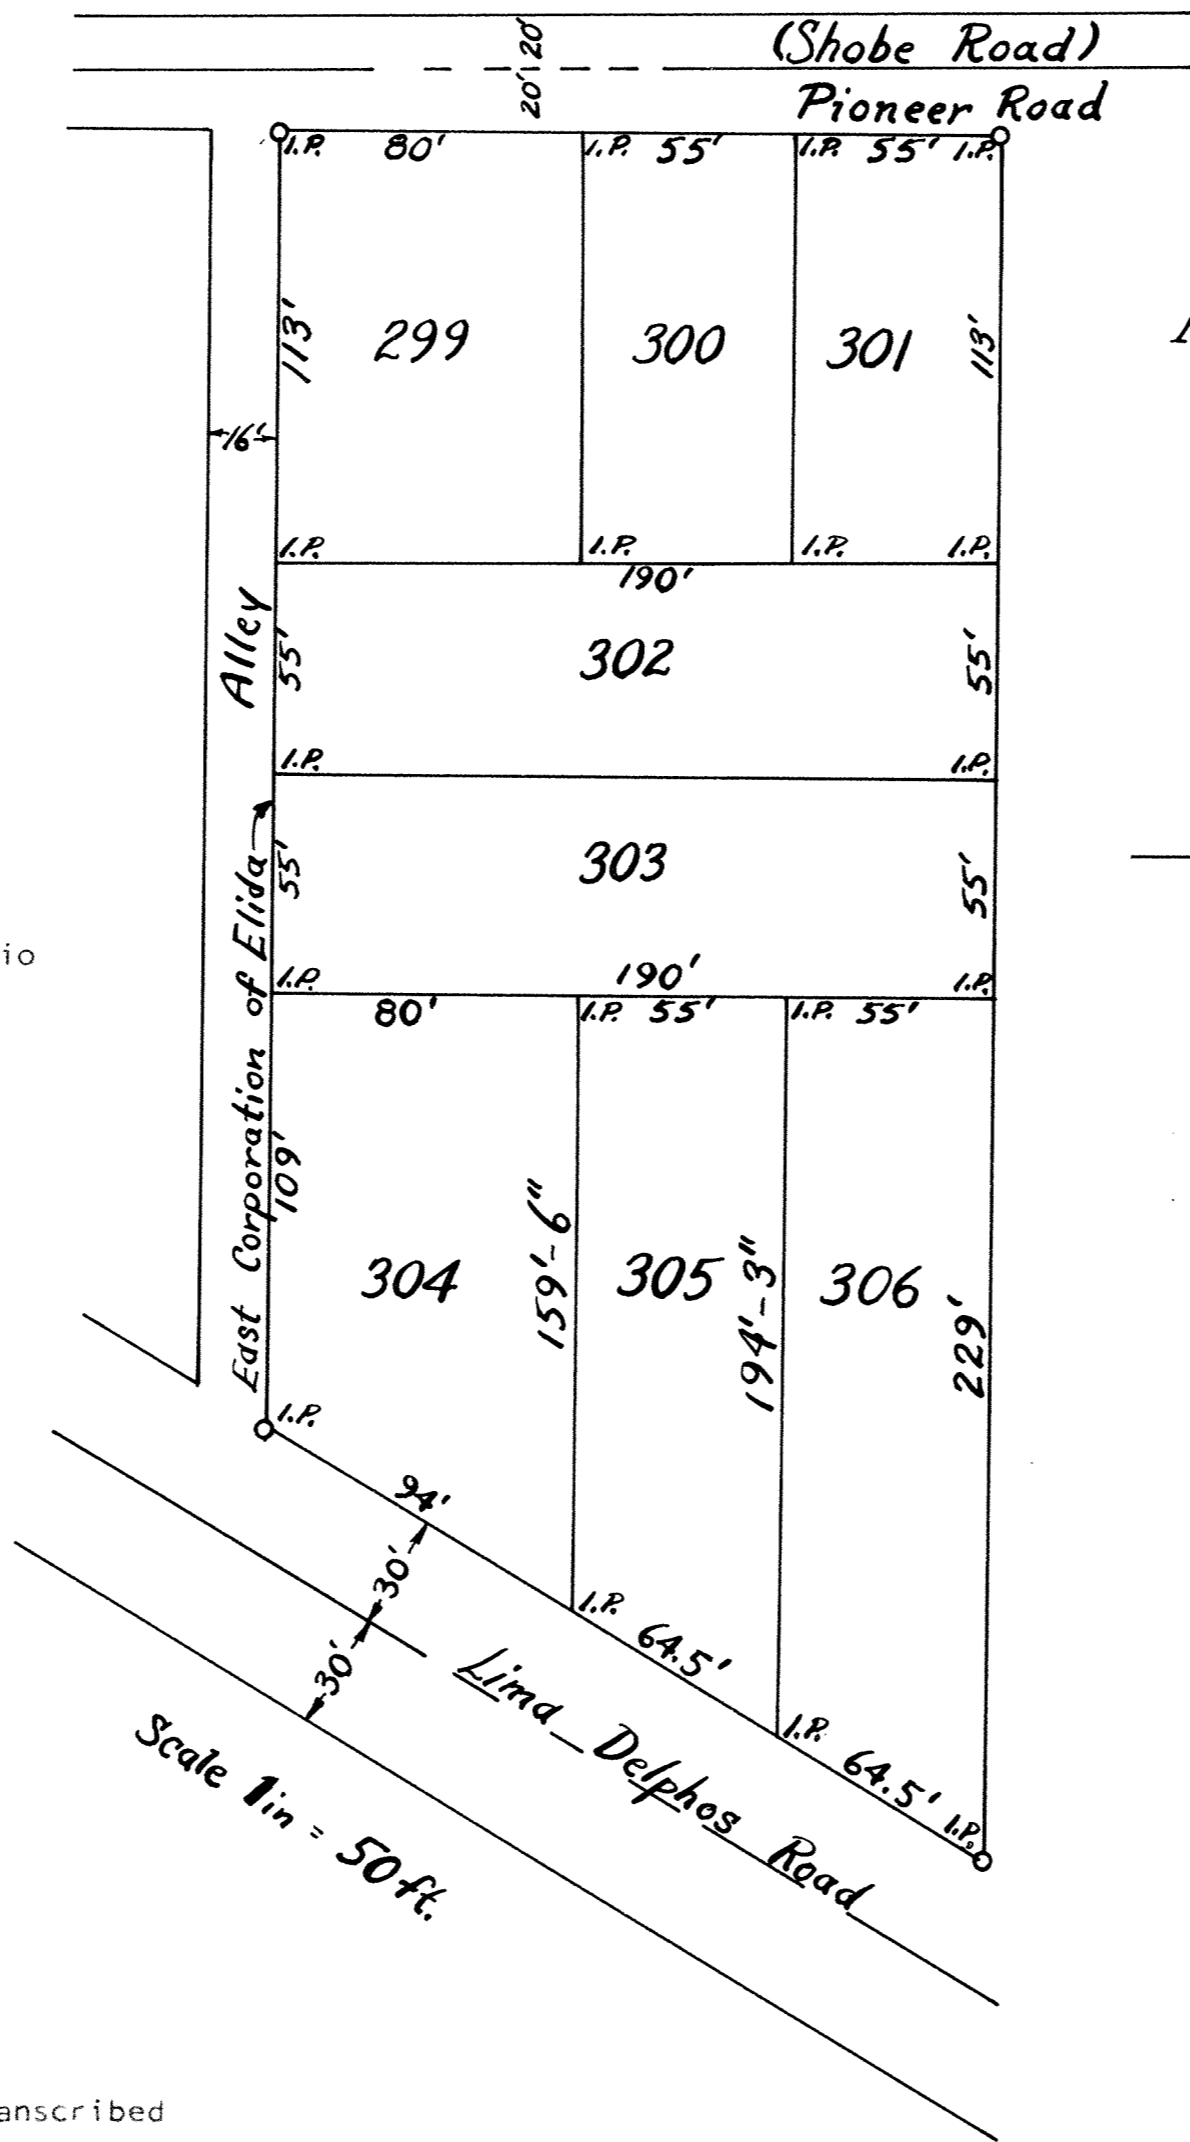 20' 20'
(Shobe Road)
Pioneer Road
I.P. 80' I.P. 55' I.P. 55' I.P.
113' 299 300 301 113'
16'
I.P. I.P. I.P. I.P.
190'
Alley
55' 302 55'
I.P. I.P.
East Corporation of Elida
55' 303 55'
io
I.P. 190' I.P.
80' I.P. 55' I.P. 55'
109'
304 159'-6" 305 194'-3" 306 229'
I.P.
94'
30'
30'
I.P. 64.5'
I.P. 64.5' I.P.
Lima Delphos Road
Scale 1in = 50ft.
anscribed